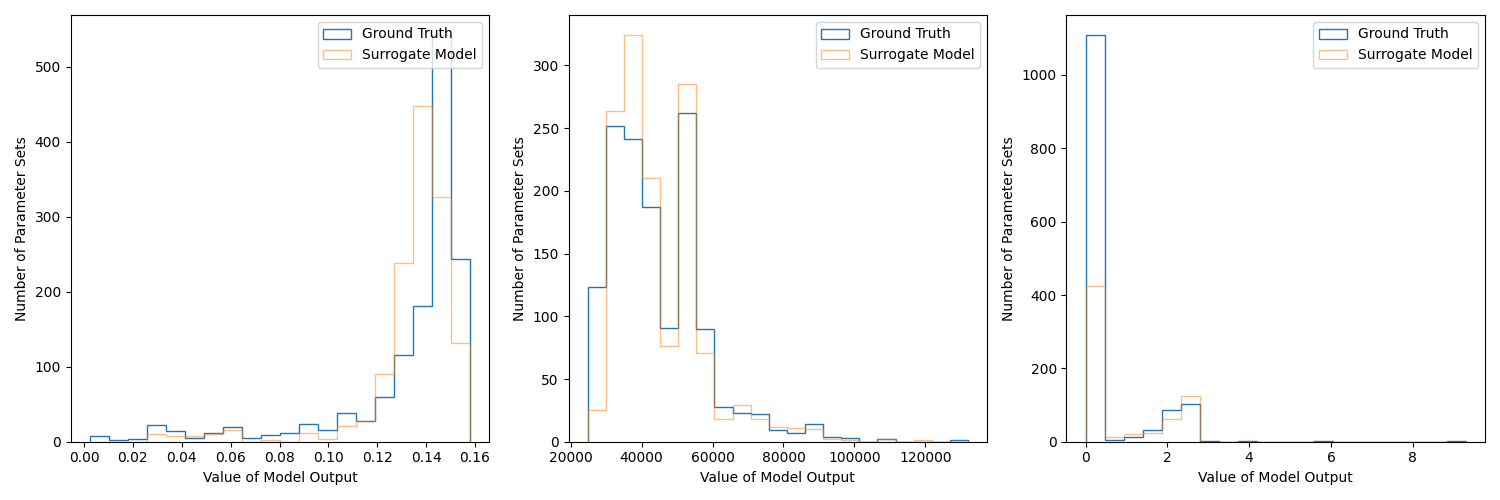 Ground Truth
Surrogate Model
500
400
300
200
100
0
Number of Parameter Sets
0.00 0.02 0.04 0.06 0.08 0.10 0.12 0.14 0.16
Value of Model Output
Ground Truth
Surrogate Model
300
250
200
150
100
50
0
Number of Parameter Sets
20000 40000 60000 80000 100000 120000
Value of Model Output
Ground Truth
Surrogate Model
1000
800
600
400
200
0
Number of Parameter Sets
0 2 4 6 8
Value of Model Output